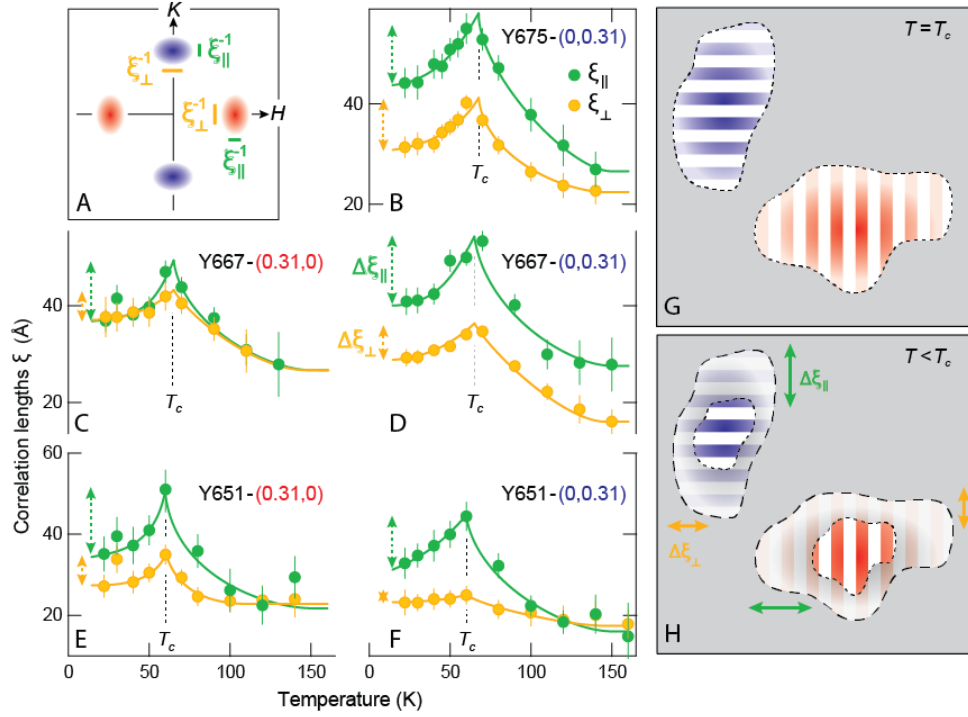 K
ξ∥⁻¹
ξ⊥⁻¹
ξ⊥⁻¹
H
ξ∥⁻¹
A
Y675-(0,0.31)
ξ∥
ξ⊥
40
20
Tc
B
T = Tc
G
Y667-(0.31,0)
40
20
Tc
C
Y667-(0,0.31)
Δξ∥
Δξ⊥
Tc
D
Correlation lengths ξ (Å)
T < Tc
Δξ∥
Δξ⊥
H
Y651-(0.31,0)
60
40
20
Tc
E
0 50 100 150
Y651-(0,0.31)
Tc
F
0 50 100 150
Temperature (K)